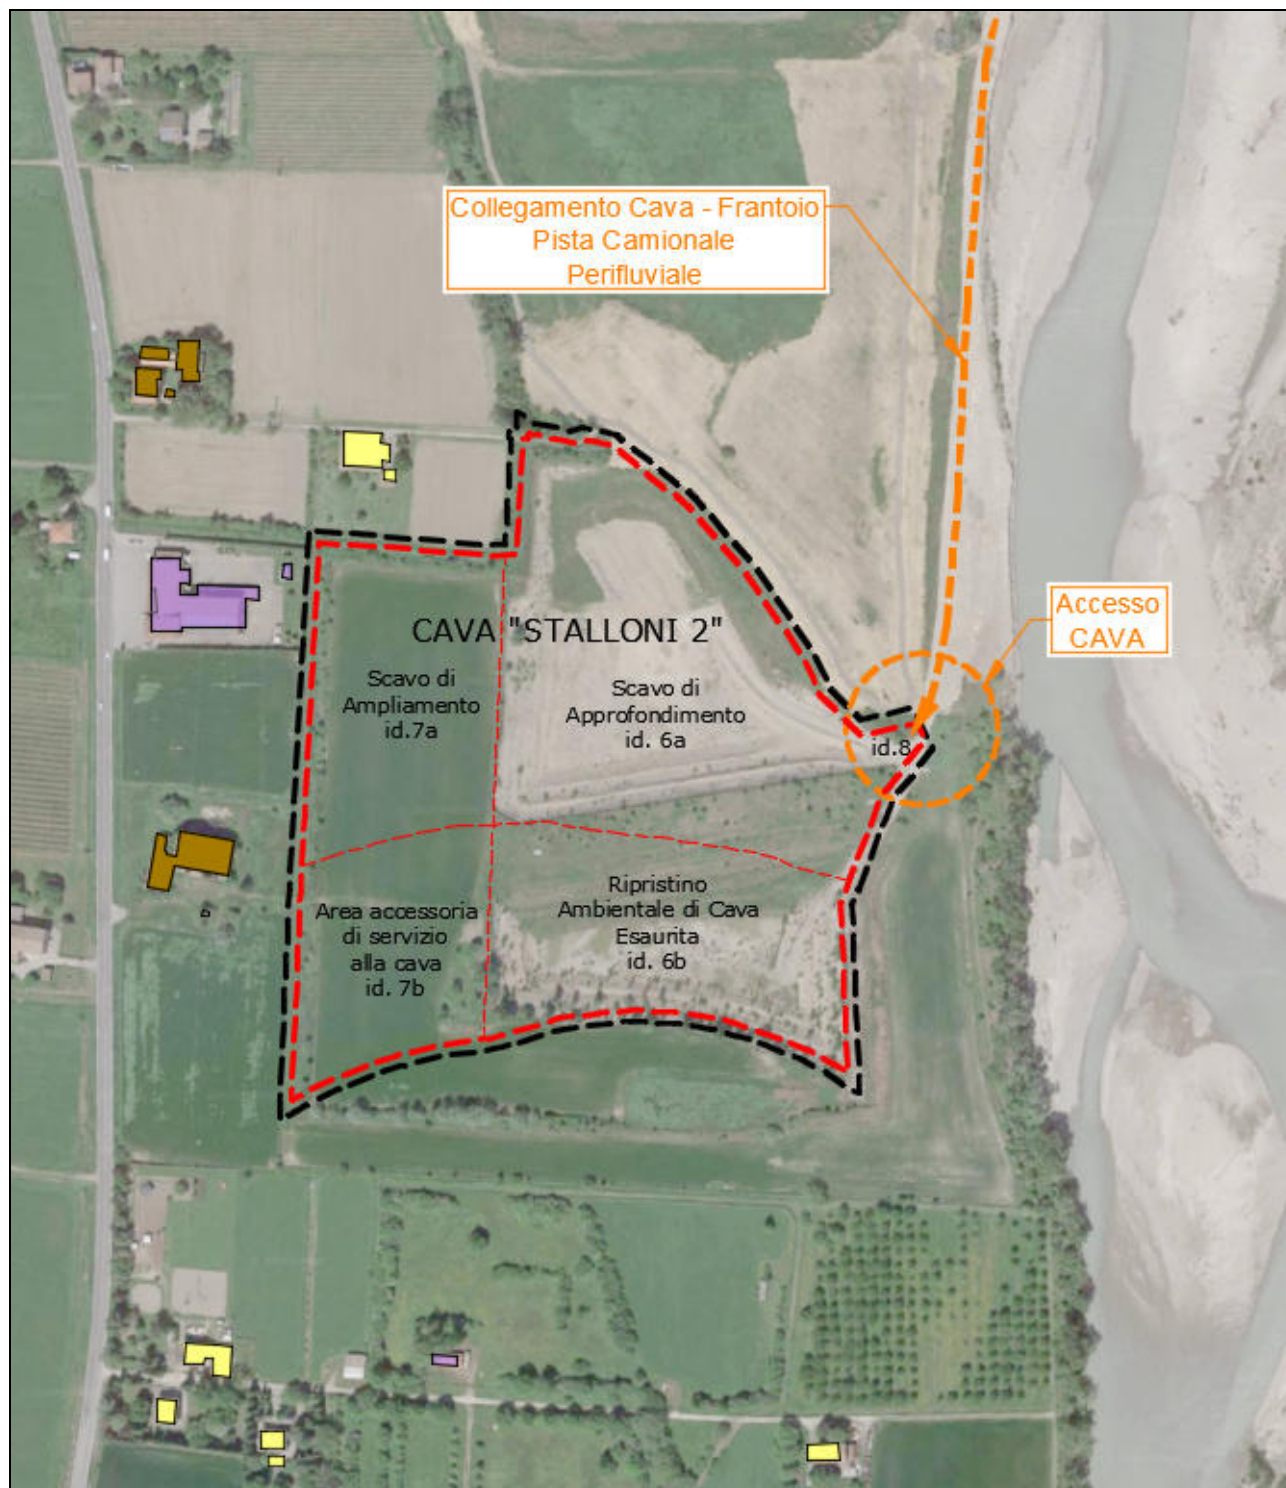 Collegamento Cava - Frantoio
Pista Camionale
Perifluviale
Accesso
CAVA
CAVA "STALLONI 2"
Scavo di
Ampliamento
id.7a
Scavo di
Approfondimento
id. 6a
id.8
Area accessoria
di servizio
alla cava
id. 7b
Ripristino
Ambientale di Cava
Esaurita
id. 6b